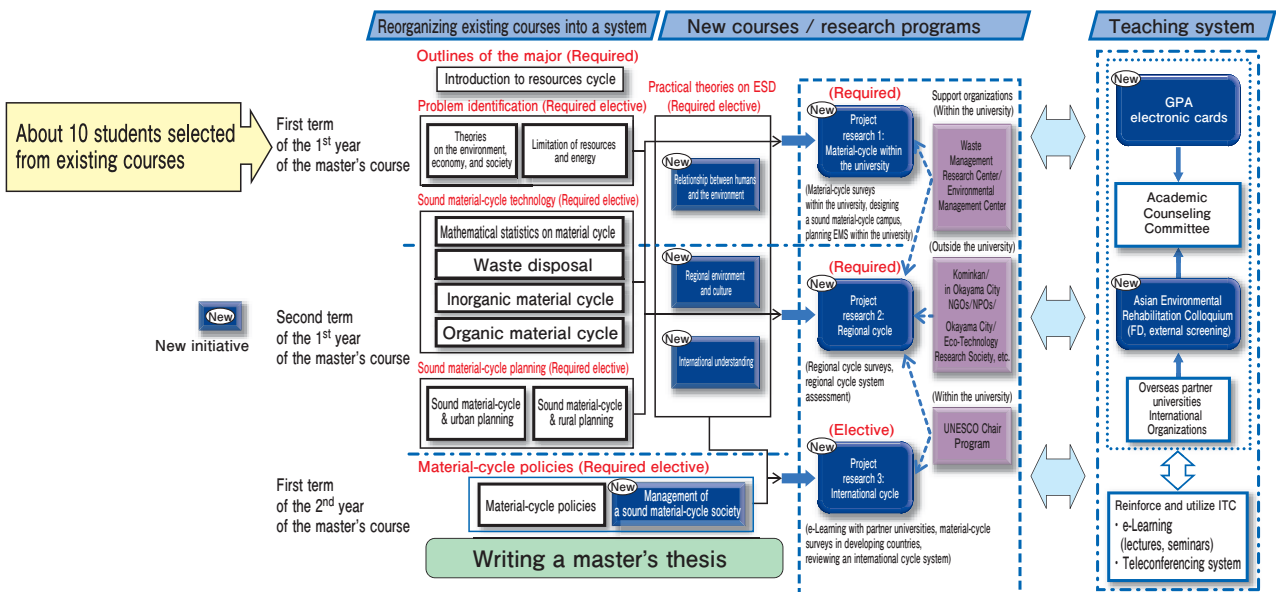 Reorganizing existing courses into a system
New courses / research programs
Teaching system
About 10 students selected
from existing courses
New
New initiative
First term
of the 1st year
of the master's course
Second term
of the 1st year
of the master's course
First term
of the 2nd year
of the master's course
Outlines of the major (Required)
Introduction to resources cycle
Problem identification (Required elective)
Theories
on the environment,
economy, and society
Limitation of resources
and energy
Sound material-cycle technology (Required elective)
Mathematical statistics on material cycle
Waste disposal
Inorganic material cycle
Organic material cycle
Sound material-cycle planning (Required elective)
Sound material-cycle
& urban planning
Sound material-cycle
& rural planning
Material-cycle policies (Required elective)
Material-cycle policies
New
Management of
a sound material-cycle society
Writing a master's thesis
Practical theories on ESD
(Required elective)
New
Relationship between humans
and the environment
New
Regional environment
and culture
New
International understanding
(Required)
New
Project
research 1:
Material-cycle within
the university
(Material-cycle surveys
within the university, designing
a sound material-cycle campus,
planning EMS within the university)
(Required)
New
Project
research 2:
Regional cycle
(Regional cycle surveys,
regional cycle system
assessment)
(Elective)
New
Project
research 3:
International cycle
(e-Learning with partner universities, material-cycle
surveys in developing countries,
reviewing an international cycle system)
Support organizations
(Within the university)
Waste
Management
Research Center/
Environmental
Management Center
(Outside the university)
Kominkan/
in Okayama City
NGOs/NPOs/
Okayama City/
Eco-Technology
Research Society, etc.
(Within the university)
UNESCO Chair
Program
New
GPA
electronic cards
Academic
Counseling
Committee
New
Asian Environmental
Rehabilitation Colloquium
(FD, external screening)
Overseas partner
universities
International
Organizations
Reinforce and utilize ITC
・e-Learning
(lectures, seminars)
・Teleconferencing system